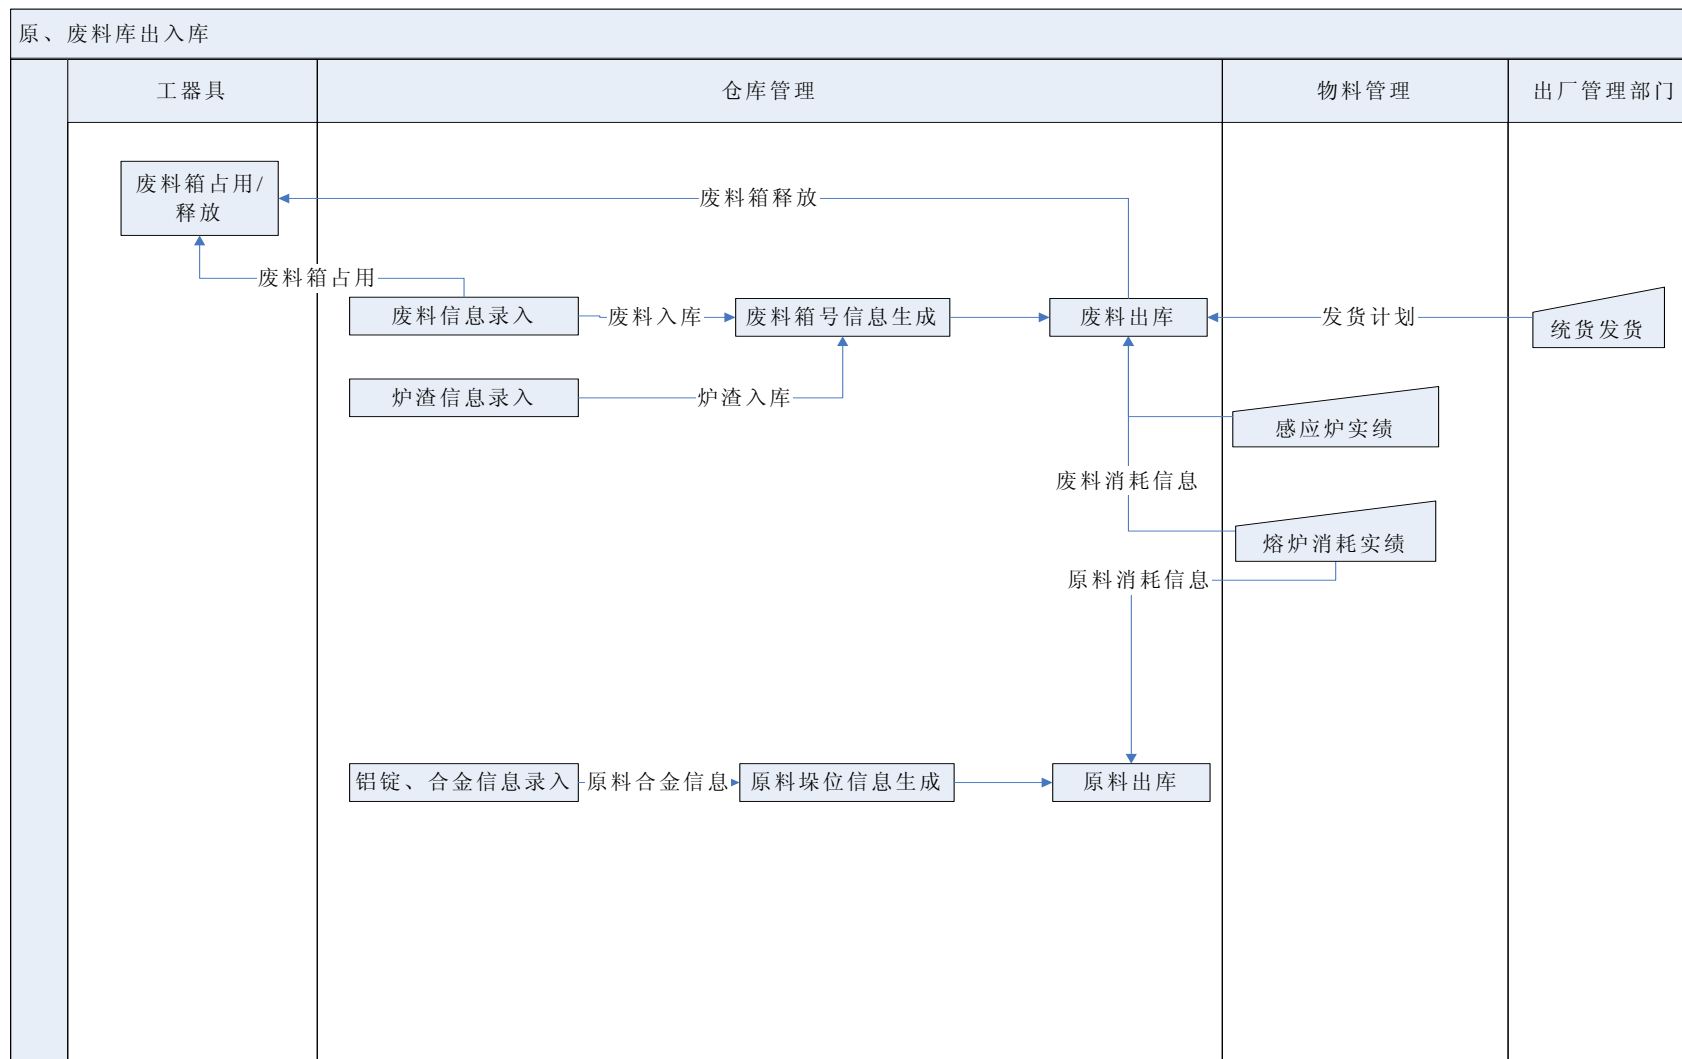 原、废料库出入库
工器具
仓库管理
物料管理
出厂管理部门
废料箱占用/
释放
废料箱释放
废料箱占用
废料信息录入
废料入库
废料箱号信息生成
废料出库
发货计划
统货发货
炉渣信息录入
炉渣入库
感应炉实绩
废料消耗信息
熔炉消耗实绩
原料消耗信息
铝锭、合金信息录入
原料合金信息
原料垛位信息生成
原料出库